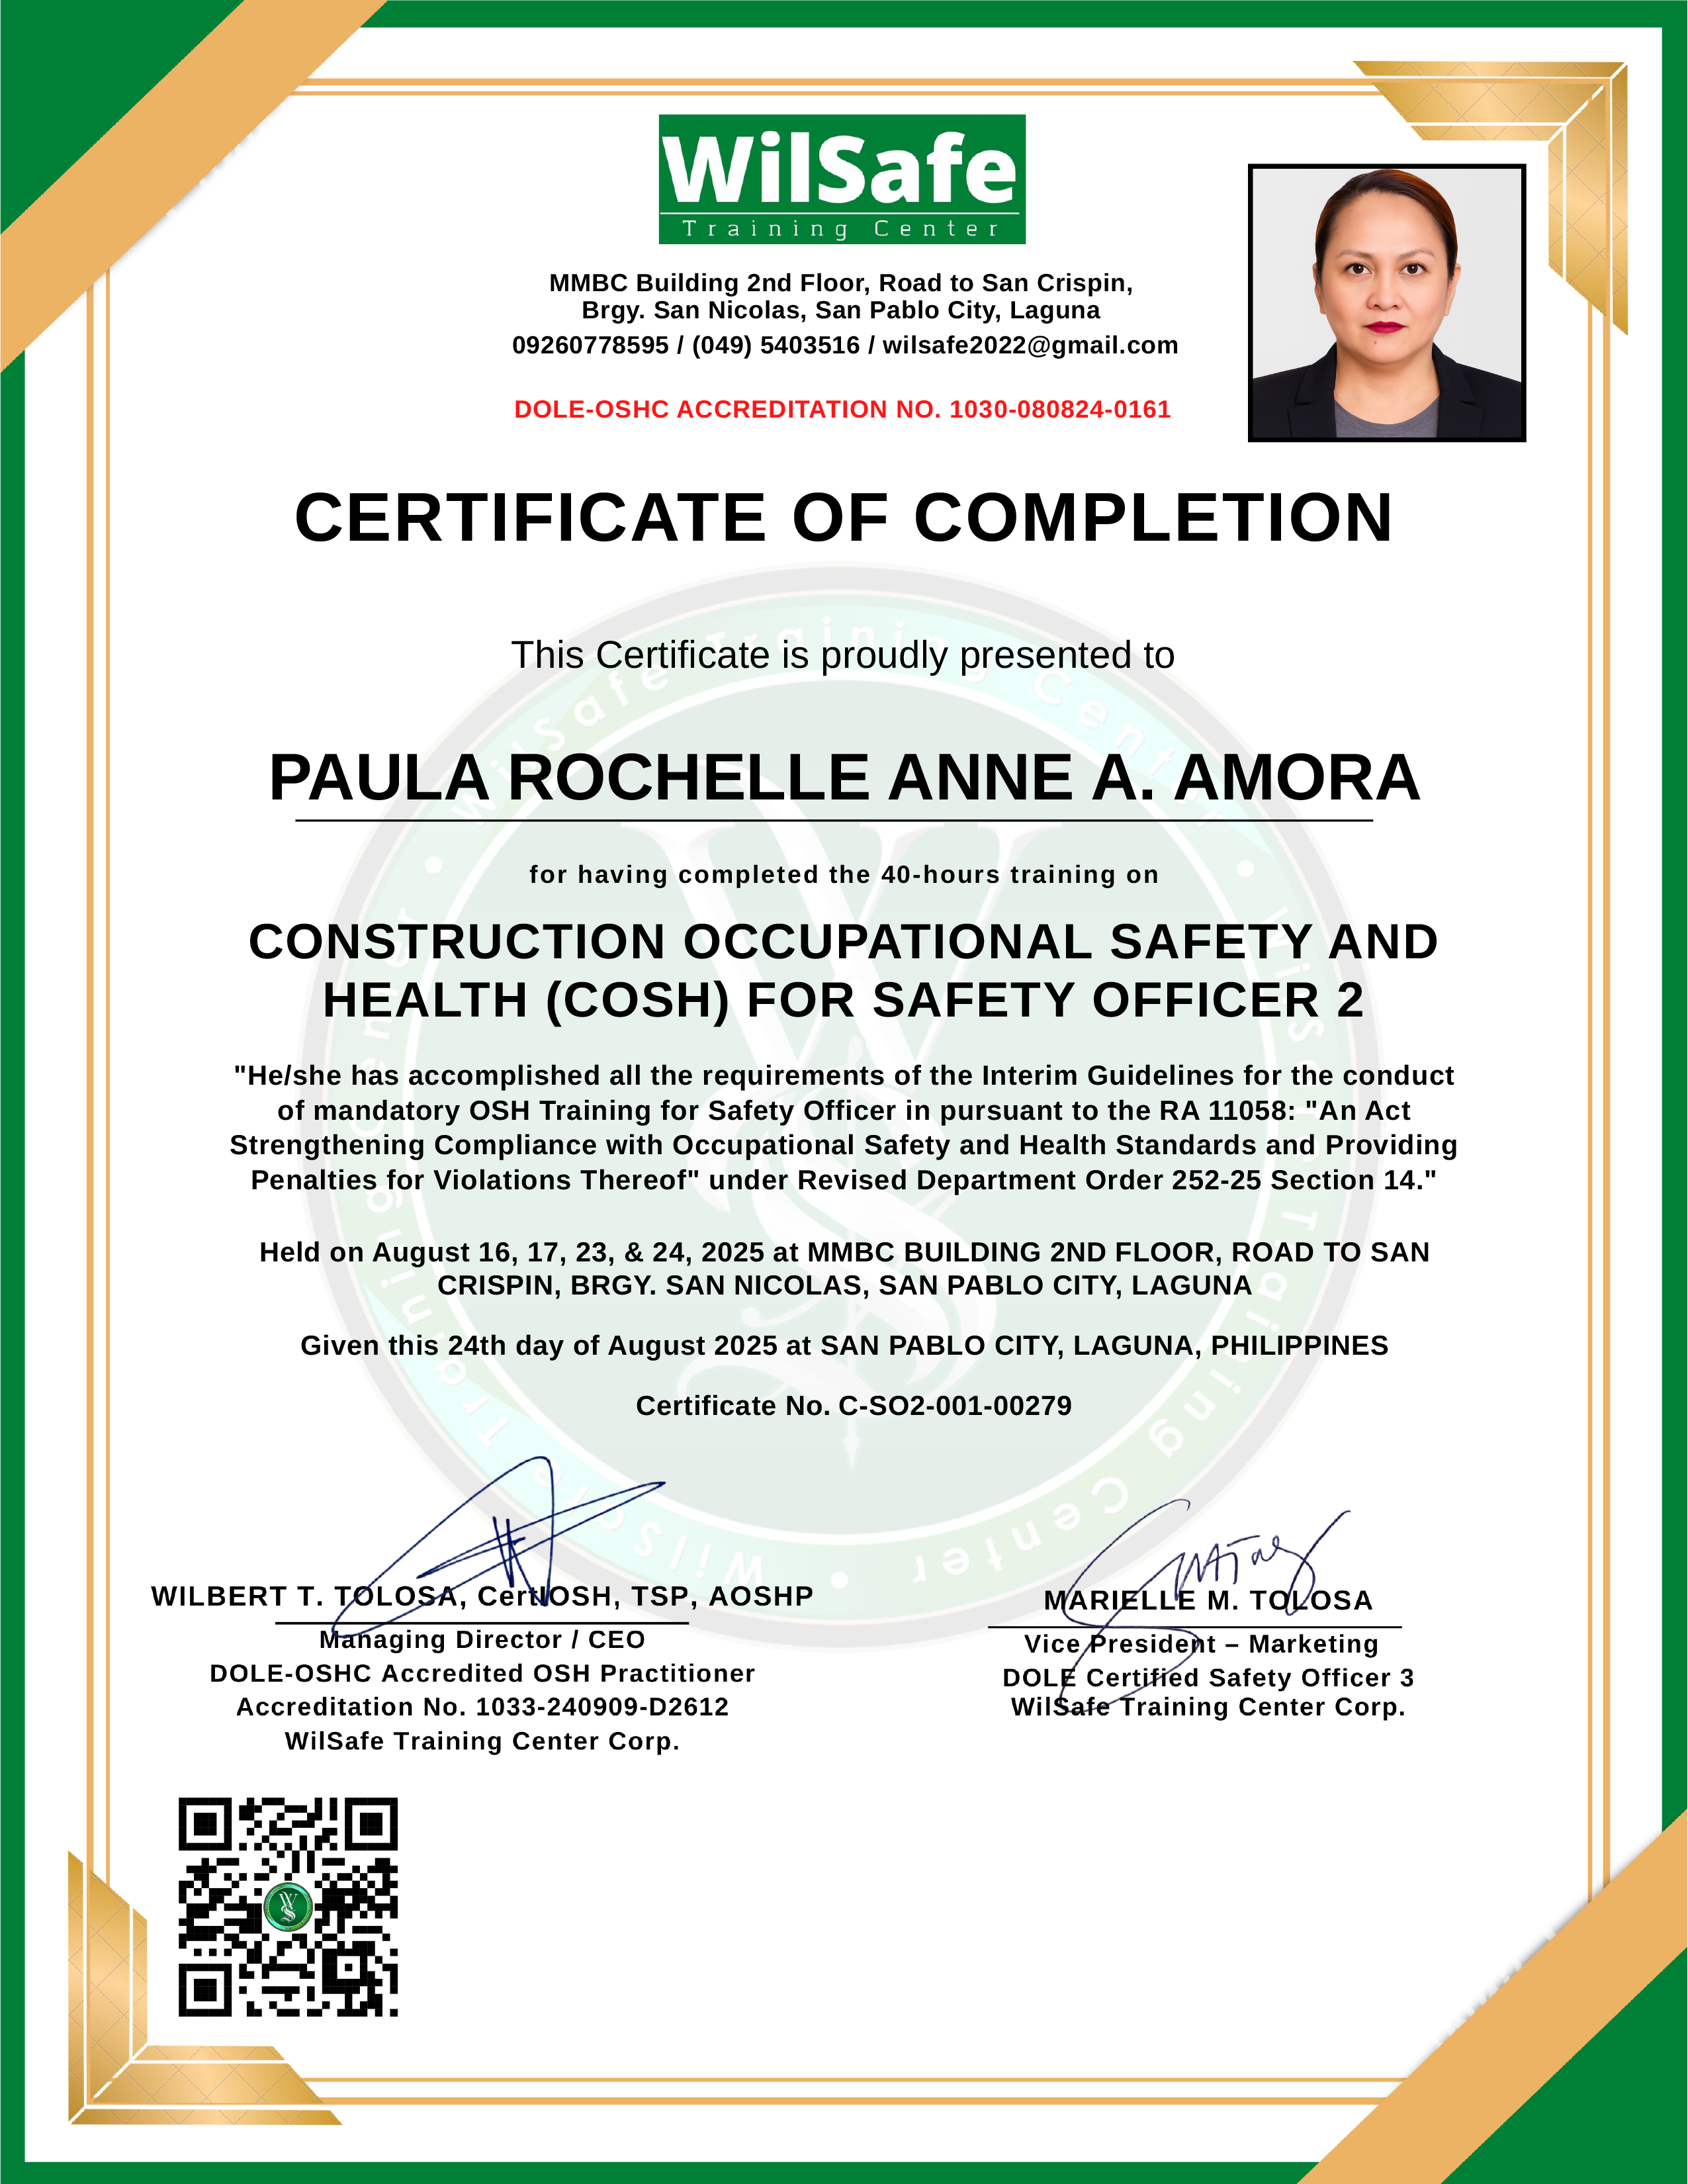 WilSafe
Training Center
MMBC Building 2nd Floor, Road to San Crispin,
Brgy. San Nicolas, San Pablo City, Laguna
09260778595 / (049) 5403516 / wilsafe2022@gmail.com
DOLE-OSHC ACCREDITATION NO. 1030-080824-0161
CERTIFICATE OF COMPLETION
This Certificate is proudly presented to
PAULA ROCHELLE ANNE A. AMORA
for having completed the 40-hours training on
CONSTRUCTION OCCUPATIONAL SAFETY AND
HEALTH (COSH) FOR SAFETY OFFICER 2
"He/she has accomplished all the requirements of the Interim Guidelines for the conduct
of mandatory OSH Training for Safety Officer in pursuant to the RA 11058: "An Act
Strengthening Compliance with Occupational Safety and Health Standards and Providing
Penalties for Violations Thereof" under Revised Department Order 252-25 Section 14."
Held on August 16, 17, 23, & 24, 2025 at MMBC BUILDING 2ND FLOOR, ROAD TO SAN
CRISPIN, BRGY. SAN NICOLAS, SAN PABLO CITY, LAGUNA
Given this 24th day of August 2025 at SAN PABLO CITY, LAGUNA, PHILIPPINES
Certificate No. C-SO2-001-00279
WilSafe Training Center • WilSafe Training Center • WilSafe Training Center •
WILBERT T. TOLOSA, CertIOSH, TSP, AOSHP
Managing Director / CEO
DOLE-OSHC Accredited OSH Practitioner
Accreditation No. 1033-240909-D2612
WilSafe Training Center Corp.
MARIELLE M. TOLOSA
Vice President – Marketing
DOLE Certified Safety Officer 3
WilSafe Training Center Corp.